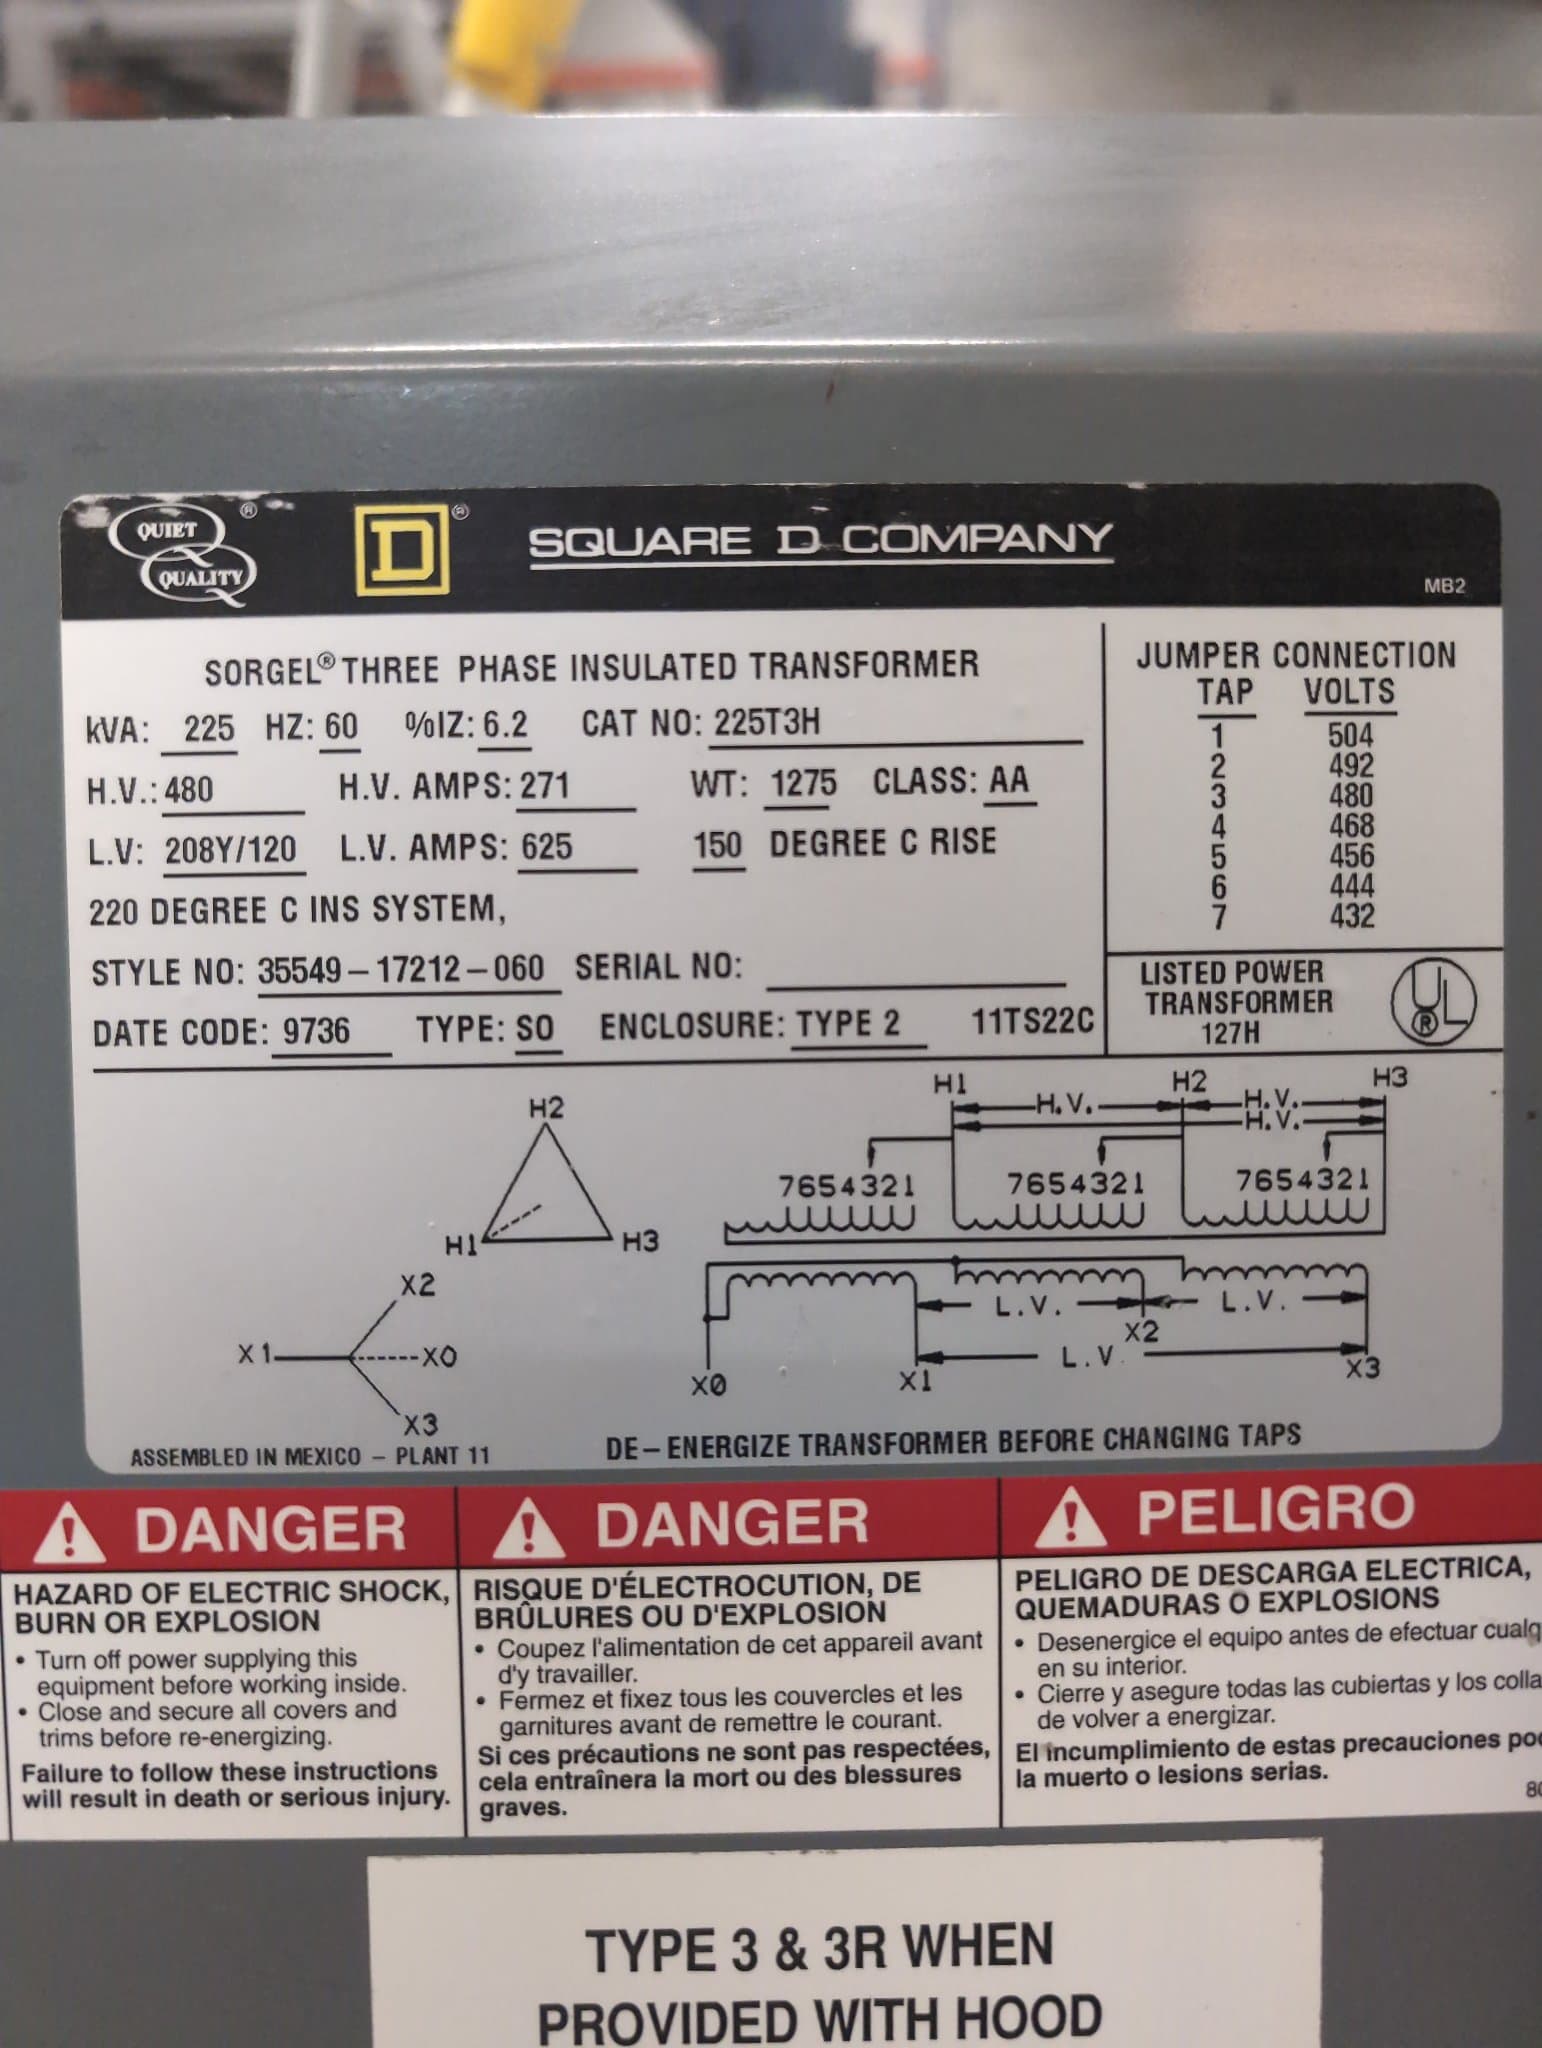 QUIET
QUALITY
®
D
®
SQUARE D COMPANY
MB2
SORGEL® THREE PHASE INSULATED TRANSFORMER
kVA: 225 HZ: 60 %IZ: 6.2 CAT NO: 225T3H
H.V.: 480 H.V. AMPS: 271 WT: 1275 CLASS: AA
L.V: 208Y/120 L.V. AMPS: 625 150 DEGREE C RISE
220 DEGREE C INS SYSTEM,
STYLE NO: 35549-17212-060 SERIAL NO:
DATE CODE: 9736 TYPE: SO ENCLOSURE: TYPE 2 11TS22C
JUMPER CONNECTION
TAP VOLTS
1 504
2 492
3 480
4 468
5 456
6 444
7 432
LISTED POWER
TRANSFORMER
127H
UL
®
H2
H1
H3
X2
X1
X0
X3
H1
H2
H3
H.V.
H.V.
H.V.
7654321
7654321
7654321
L.V.
L.V.
X2
L.V.
X0
X1
X3
ASSEMBLED IN MEXICO - PLANT 11
DE-ENERGIZE TRANSFORMER BEFORE CHANGING TAPS
DANGER
HAZARD OF ELECTRIC SHOCK,
BURN OR EXPLOSION
• Turn off power supplying this
equipment before working inside.
• Close and secure all covers and
trims before re-energizing.
Failure to follow these instructions
will result in death or serious injury.
DANGER
RISQUE D'ÉLECTROCUTION, DE
BRÛLURES OU D'EXPLOSION
• Coupez l'alimentation de cet appareil avant
d'y travailler.
• Fermez et fixez tous les couvercles et les
garnitures avant de remettre le courant.
Si ces précautions ne sont pas respectées,
cela entraînera la mort ou des blessures
graves.
PELIGRO
PELIGRO DE DESCARGA ELECTRICA,
QUEMADURAS O EXPLOSIONS
• Desenergice el equipo antes de efectuar cualq
en su interior.
• Cierre y asegure todas las cubiertas y los colla
de volver a energizar.
El incumplimiento de estas precauciones po
la muerto o lesions serias.
80
TYPE 3 & 3R WHEN
PROVIDED WITH HOOD